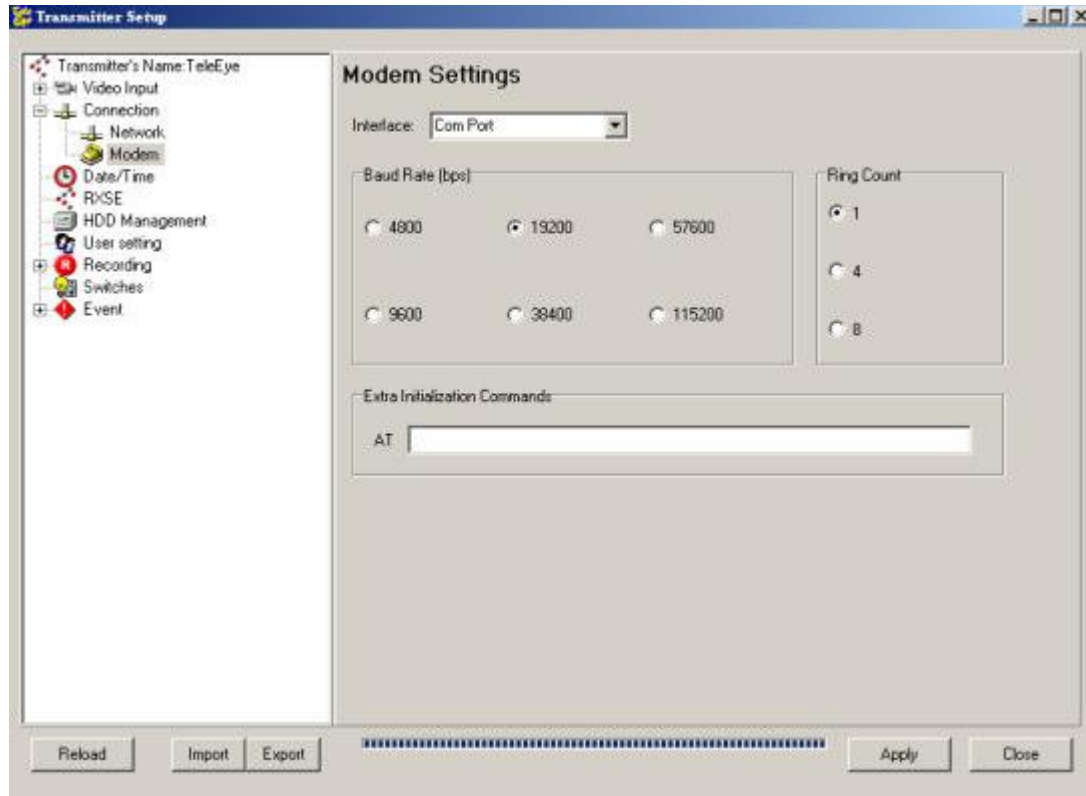 Transmitter Setup
Transmitter's Name:TeleEye
Video Input
Connection
Network
Modem
Date/Time
RXSE
HDD Management
User setting
Recording
Switches
Event
Modem Settings
Interface: Com Port
Baud Rate (bps)
4800 19200 57600
9600 38400 115200
Ring Count
1
4
8
Extra Initialization Commands
AT
Reload Import Export Apply Close